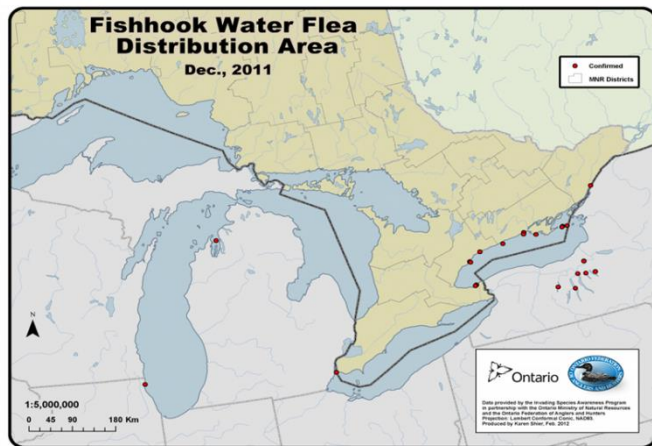 Fishhook Water Flea
Distribution Area
Dec., 2011
Confirmed
MNR Districts
N
1:5,000,000
0 45 90 180 Km
Ontario
Data provided by the Invading Species Awareness Program
in partnership with the Ontario Ministry of Natural Resources
and the Ontario Federation of Anglers and Hunters
Projection: Lambert Conformal Conic, NAD83.
Produced by Karen Sher, Feb. 2012